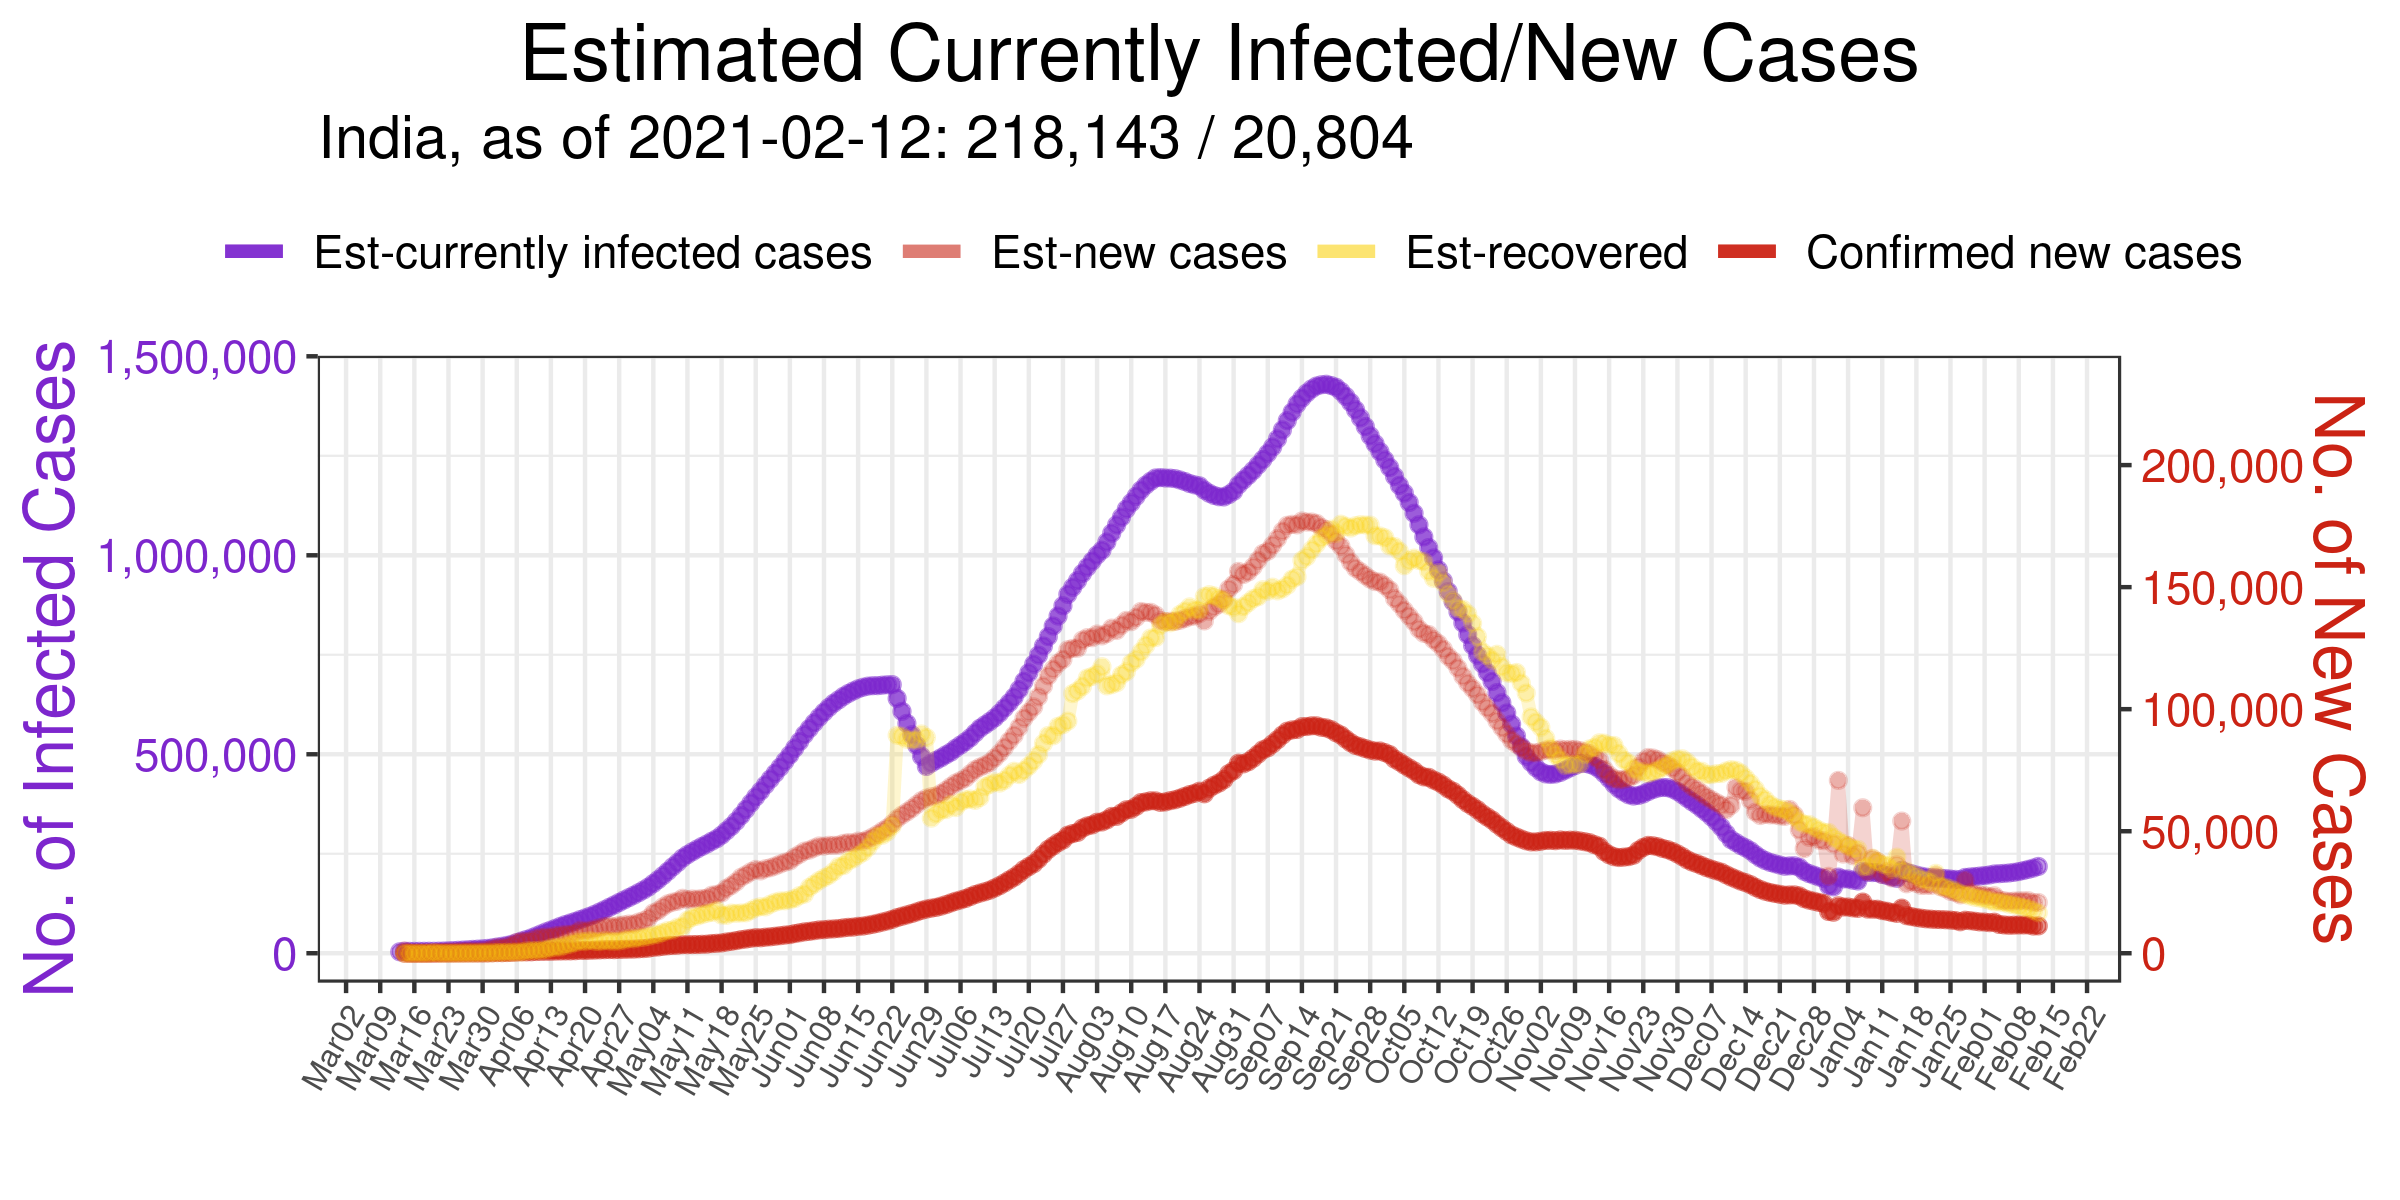 Estimated Currently Infected/New Cases
India, as of 2021-02-12: 218,143 / 20,804
Est-currently infected cases Est-new cases Est-recovered Confirmed new cases
No. of Infected Cases
1,500,000
1,000,000
500,000
0
No. of New Cases
200,000
150,000
100,000
50,000
0
Mar02 Mar09 Mar16 Mar23 Mar30 Apr06 Apr13 Apr20 Apr27 May04 May11 May18 May25 Jun01 Jun08 Jun15 Jun22 Jun29 Jul06 Jul13 Jul20 Jul27 Aug03 Aug10 Aug17 Aug24 Aug31 Sep07 Sep14 Sep21 Sep28 Oct05 Oct12 Oct19 Oct26 Nov02 Nov09 Nov16 Nov23 Nov30 Dec07 Dec14 Dec21 Dec28 Jan04 Jan11 Jan18 Jan25 Feb01 Feb08 Feb15 Feb22